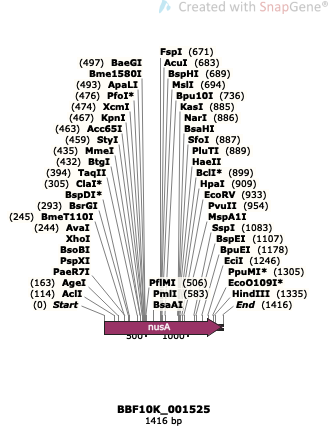 Created with SnapGene®
FspI (671)
(497) BaeGI AcuI (683)
Bme1580I BspHI (689)
(493) ApaLI MslI (694)
(476) PfoI* Bpu10I (736)
(474) XcmI KasI (885)
(467) KpnI NarI (886)
(463) Acc65I BsaHI
(459) StyI SfoI (887)
(435) MmeI PluTI (889)
(432) BtgI HaeII
(394) TaqII BclI* (899)
(305) ClaI* HpaI (909)
BspDI* EcoRV (933)
(293) BsrGI PvuII (954)
(245) BmeT110I MspA1I
(244) AvaI SspI (1083)
XhoI BspEI (1107)
BsoBI BpuEI (1178)
PspXI EciI (1246)
PaeR7I PpuMI* (1305)
(163) AgeI PflMI (506) EcoO109I*
(114) AclI PmlI (583) HindIII (1335)
(0) Start BsaAI End (1416)
nusA
500 1000
BBF10K_001525
1416 bp